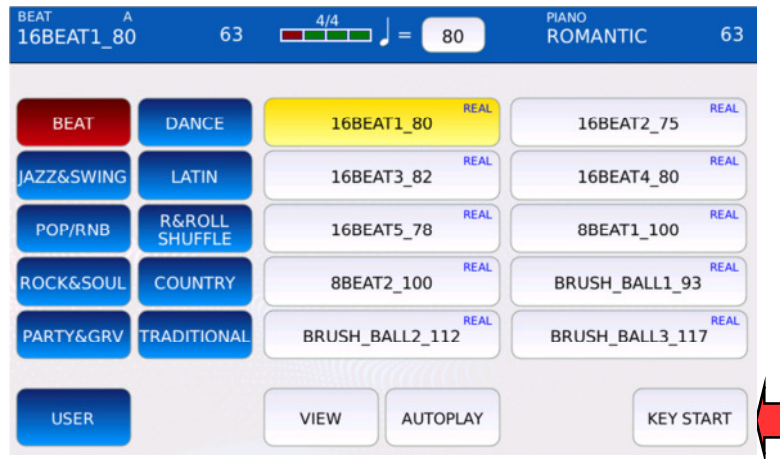 BEAT A
16BEAT1_80 63
4/4
= 80
PIANO
ROMANTIC 63
BEAT
DANCE
16BEAT1_80 REAL
16BEAT2_75 REAL
JAZZ&SWING
LATIN
16BEAT3_82 REAL
16BEAT4_80 REAL
POP/RNB
R&ROLL
SHUFFLE
16BEAT5_78 REAL
8BEAT1_100 REAL
ROCK&SOUL
COUNTRY
8BEAT2_100 REAL
BRUSH_BALL1_93 REAL
PARTY&GRV
TRADITIONAL
BRUSH_BALL2_112 REAL
BRUSH_BALL3_117 REAL
USER
VIEW
AUTOPLAY
KEY START